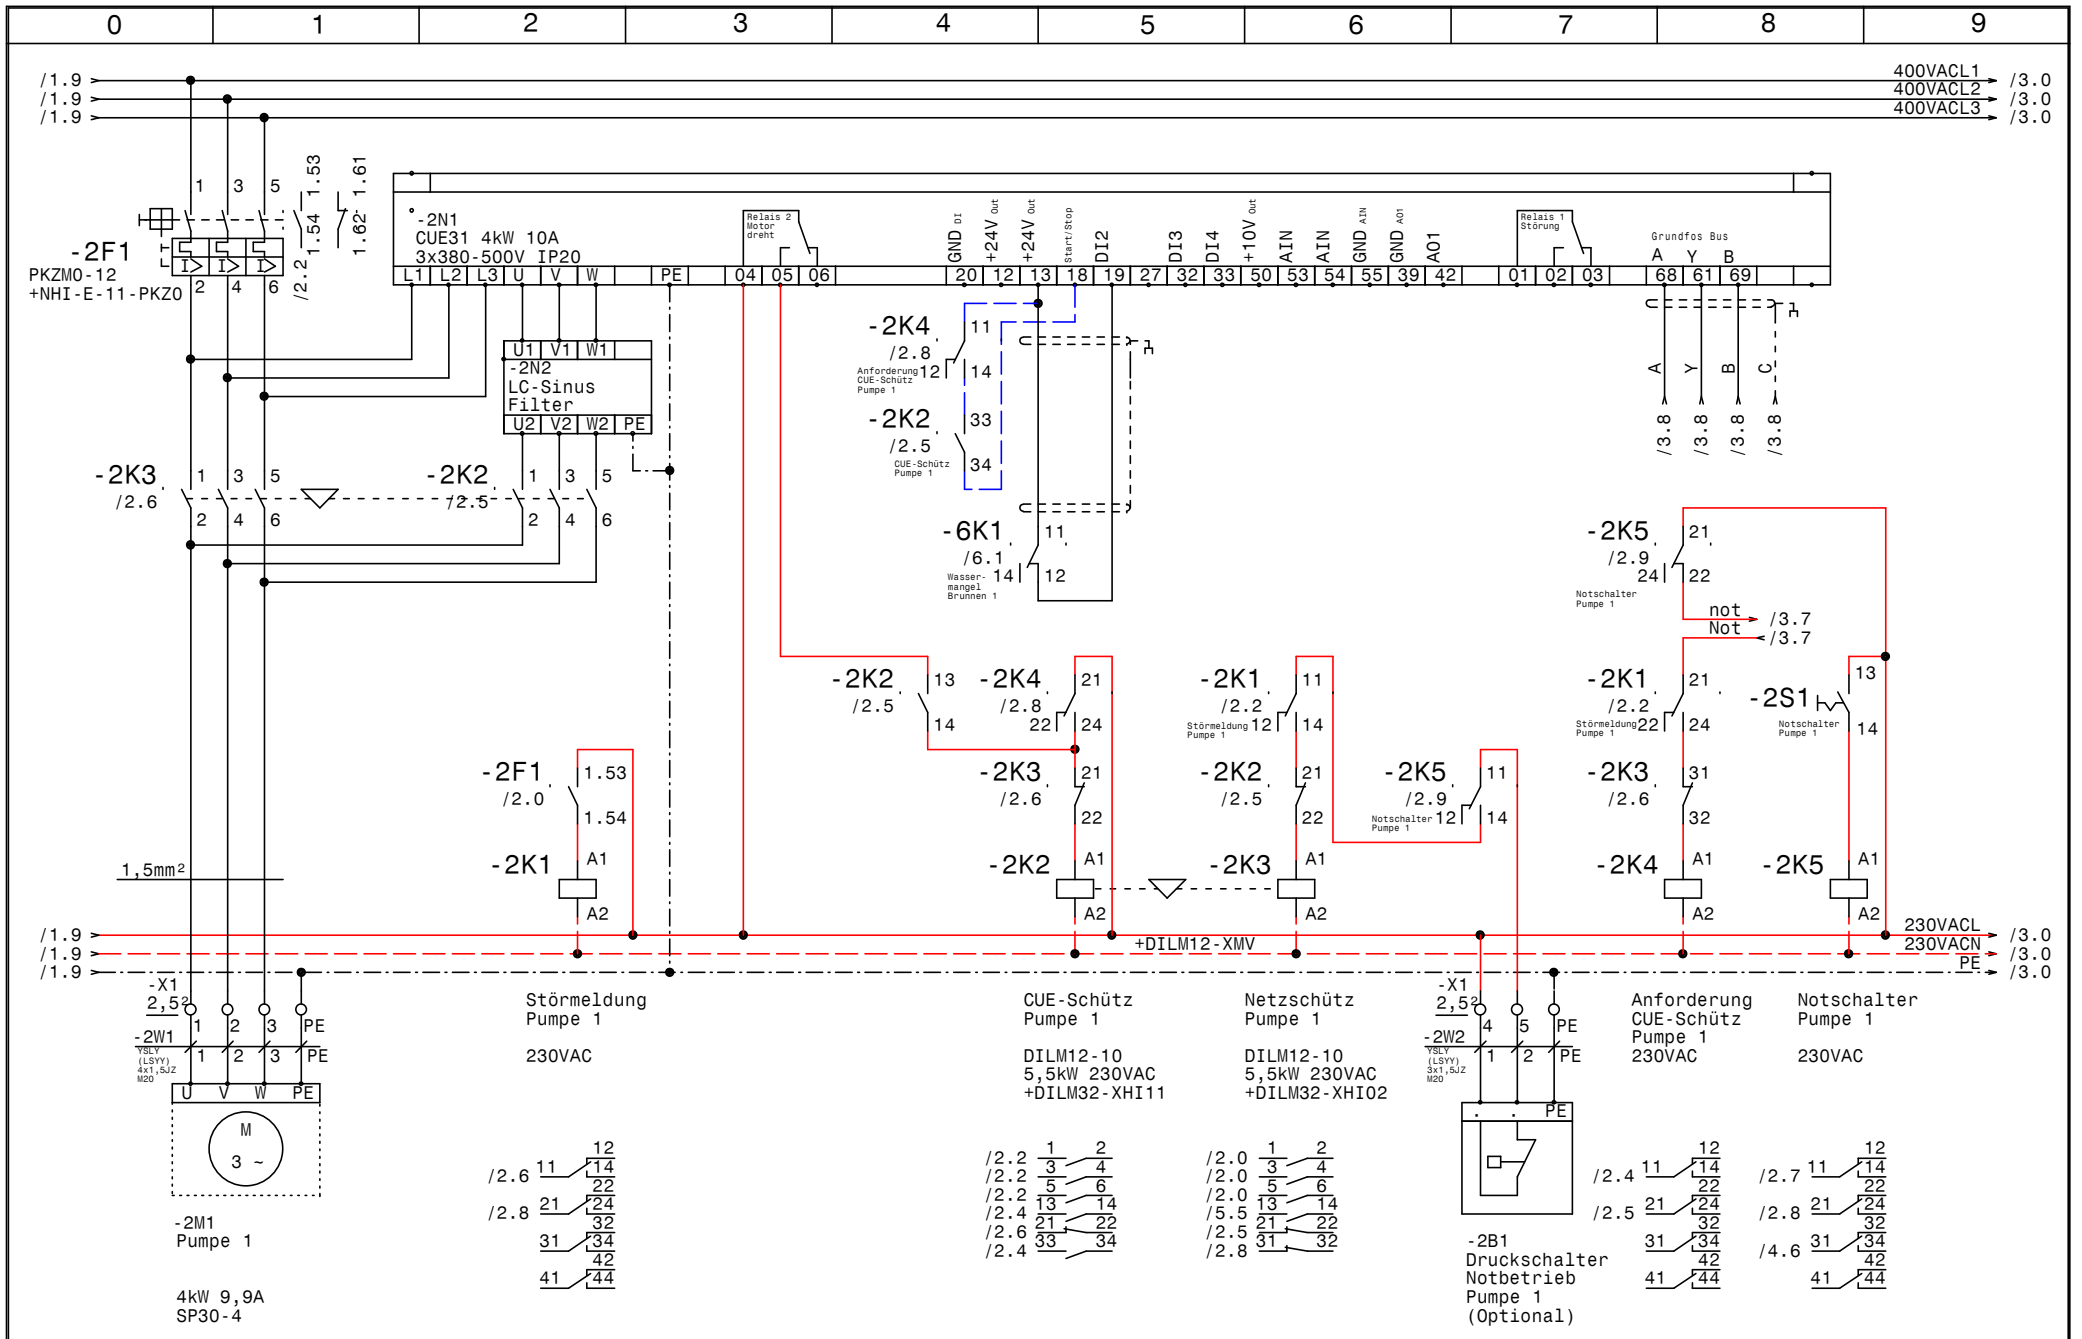 0 1 2 3 4 5 6 7 8 9
/1.9 400VACL1 /3.0
/1.9 400VACL2 /3.0
/1.9 400VACL3 /3.0
1 3 5 1.53 1.61
1.54 1.62
/2.2
-2F1
PKZM0-12
+NHI-E-11-PKZ0
I> I> I>
2 4 6
-2N1
CUE31 4kW 10A
3x380-500V IP20
Relais 2
Motor
dreht
GND DI
+24V Out
+24V Out
Start/Stop
DI2
DI3
DI4
+10V Out
AIN
AIN
GND AIN
GND AO1
AO1
Relais 1
Störung
Grundfos Bus
A Y B
L1 L2 L3 U V W PE 04 05 06 20 12 13 18 19 27 32 33 50 53 54 55 39 42 01 02 03 68 61 69
U1 V1 W1
-2N2
LC-Sinus
Filter
U2 V2 W2 PE
-2K4 11
/2.8
Anforderung
CUE-Schütz
Pumpe 1
12 14
-2K2 33
/2.5
CUE-Schütz
Pumpe 1
34
A Y B C
/3.8 /3.8 /3.8 /3.8
-2K3 1 3 5
/2.6
2 4 6
-2K2 1 3 5
/2.5
2 4 6
-6K1 11
/6.1
Wasser-
mangel
Brunnen 1
14 12
-2K5 21
/2.9
24 22
Notschalter
Pumpe 1
not /3.7
Not /3.7
-2K2 13
/2.5
14
-2K4 21
/2.8
22 24
-2K1 11
/2.2
Störmeldung
Pumpe 1
12 14
-2K1 21
/2.2
Störmeldung
Pumpe 1
22 24
-2S1 13
Notschalter
Pumpe 1
14
-2F1 1.53
/2.0
1.54
-2K3 21
/2.6
22
-2K2 21
/2.5
22
-2K5 11
/2.9
Notschalter
Pumpe 1
12 14
-2K3 31
/2.6
32
1,5mm²
-2K1 A1
A2
-2K2 A1
A2
-2K3 A1
A2
-2K4 A1
A2
-2K5 A1
A2
/1.9 230VACL /3.0
/1.9 +DILM12-XMV 230VACN /3.0
/1.9 PE /3.0
-X1
2,5²
1 2 3 PE
-2W1
YSLY
(LSYY)
4x1,5JZ
M20
1 2 3 PE
U V W PE
M
3 ~
-2M1
Pumpe 1
4kW 9,9A
SP30-4
Störmeldung
Pumpe 1
230VAC
12
/2.6 11 14
22
/2.8 21 24
32
31 34
42
41 44
CUE-Schütz
Pumpe 1
DILM12-10
5,5kW 230VAC
+DILM32-XHI11
/2.2 1 2
/2.2 3 4
/2.2 5 6
/2.4 13 14
/2.6 21 22
/2.4 33 34
Netzschütz
Pumpe 1
DILM12-10
5,5kW 230VAC
+DILM32-XHI02
/2.0 1 2
/2.0 3 4
/2.0 5 6
/5.5 13 14
/2.5 21 22
/2.8 31 32
-X1
2,5²
4 5 PE
-2W2
YSLY
(LSYY)
3x1,5JZ
M20
1 2 PE
. . PE
-2B1
Druckschalter
Notbetrieb
Pumpe 1
(Optional)
Anforderung
CUE-Schütz
Pumpe 1
230VAC
12
/2.4 11 14
22
/2.5 21 24
32
31 34
42
41 44
Notschalter
Pumpe 1
230VAC
12
/2.7 11 14
22
/2.8 21 24
32
/4.6 31 34
42
41 44